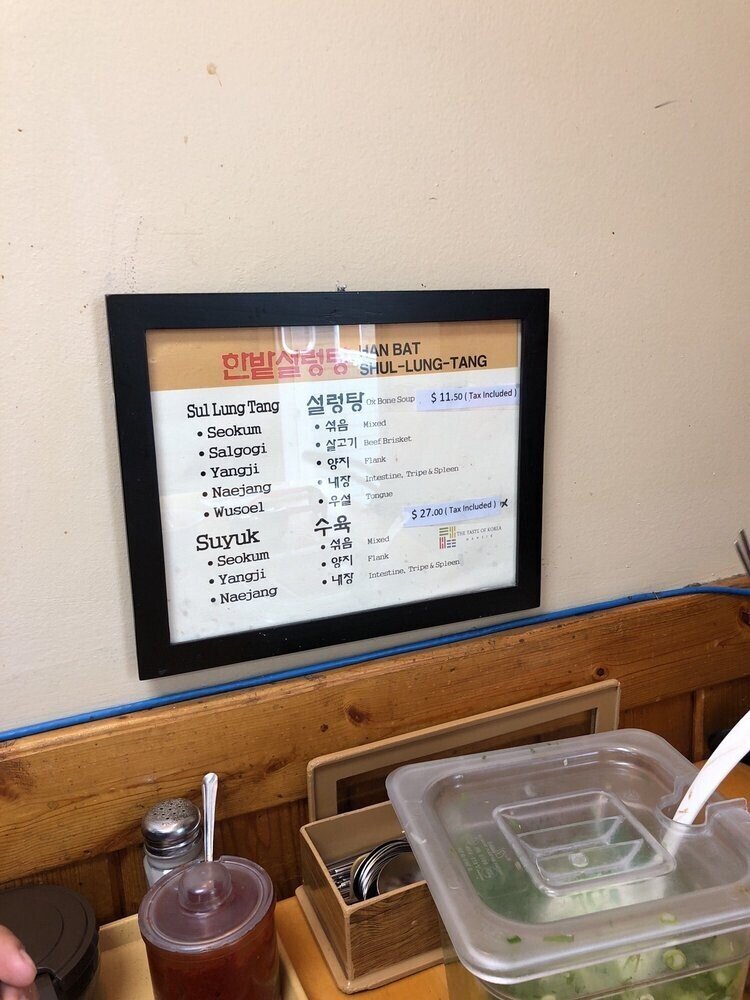 한밭설렁탕 HAN BAT
SHUL-LUNG-TANG
Sul Lung Tang 설렁탕 Ox Bone Soup $ 11.50 ( Tax Included )
• Seokum • 섞음 Mixed
• Salgogi • 살고기 Beef Brisket
• Yangji • 양지 Flank
• Naejang • 내장 Intestine, Tripe & Spleen
• Wusoel • 우설 Tongue
Suyuk 수육 $ 27.00 ( Tax Included )
• Seokum • 섞음 Mixed
• Yangji • 양지 Flank
• Naejang • 내장 Intestine, Tripe & Spleen
THE TASTE OF KOREA